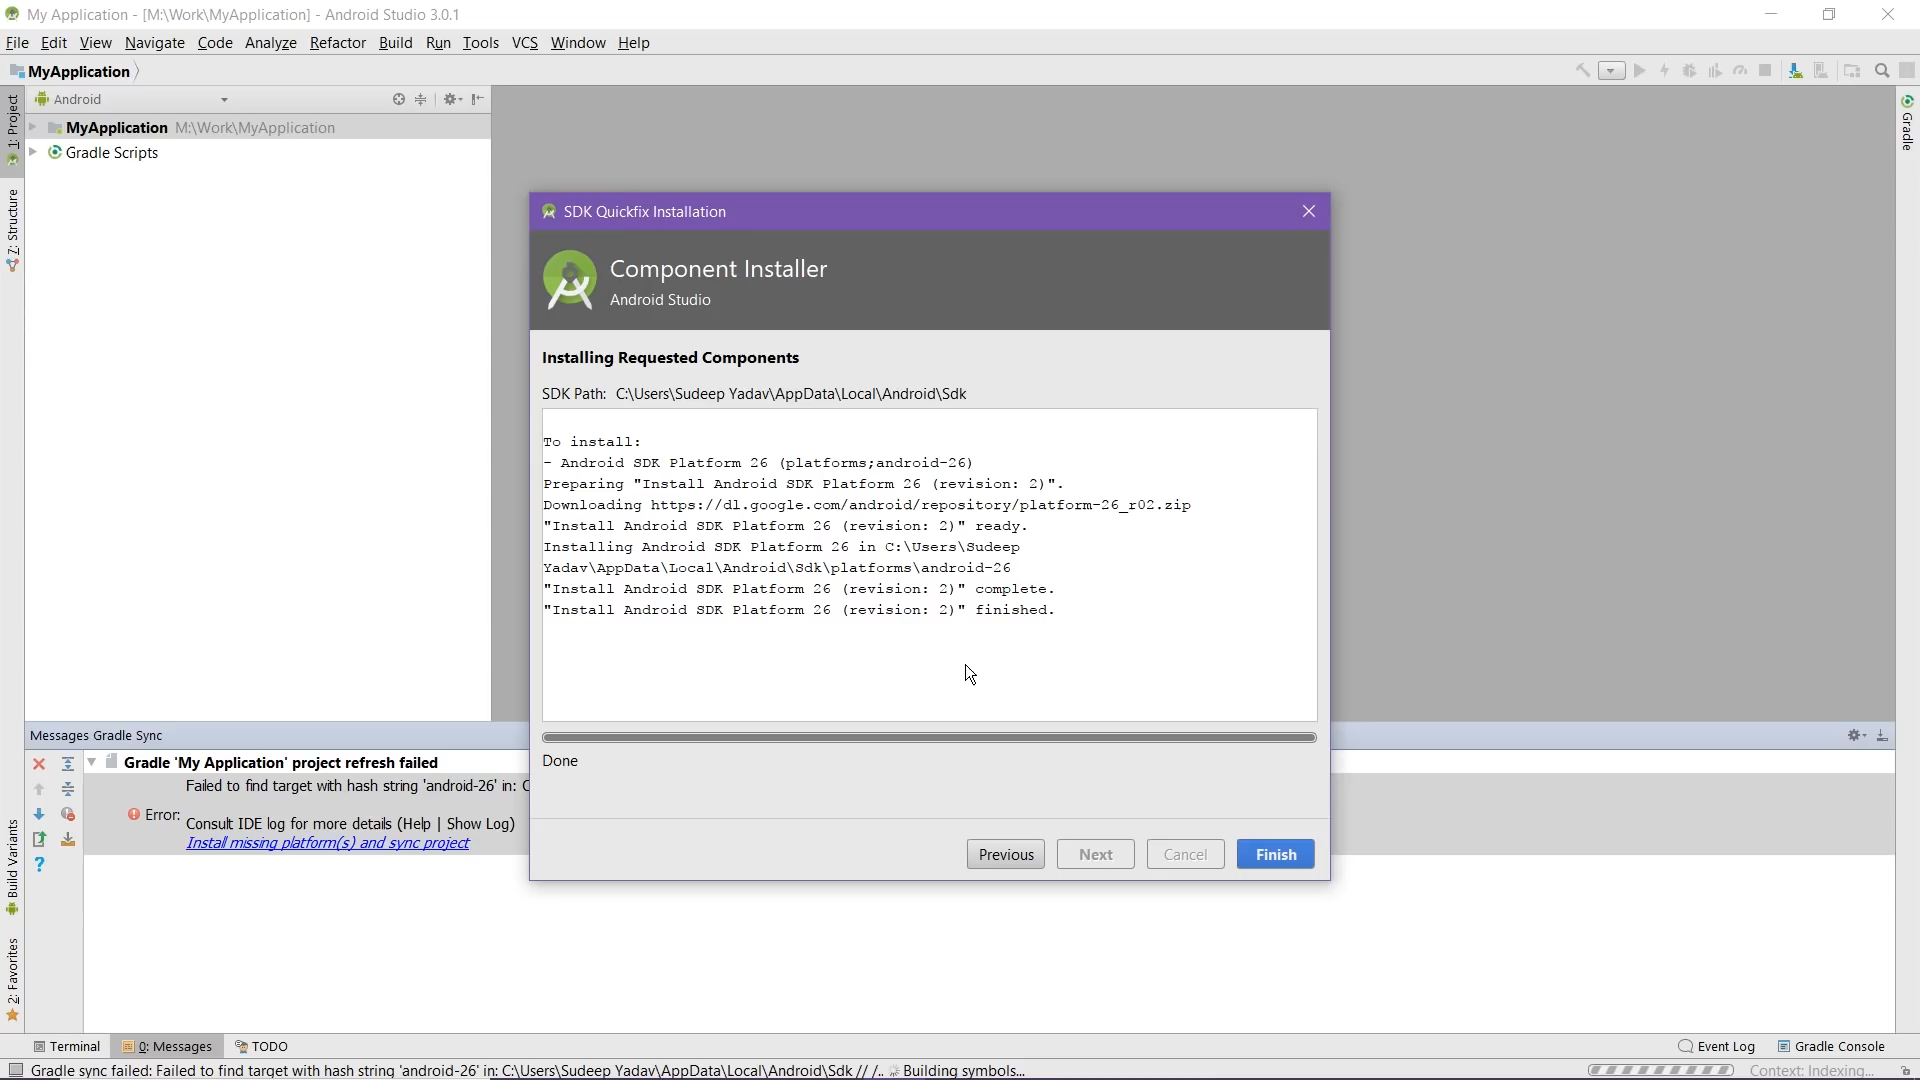 My Application - [M:\Work\MyApplication] - Android Studio 3.0.1
File Edit View Navigate Code Analyze Refactor Build Run Tools VCS Window Help
MyApplication
1: Project
Android
MyApplication M:\Work\MyApplication
Gradle Scripts
Gradle
7: Structure
SDK Quickfix Installation
Component Installer
Android Studio
Installing Requested Components
SDK Path: C:\Users\Sudeep Yadav\AppData\Local\Android\Sdk
To install:
- Android SDK Platform 26 (platforms;android-26)
Preparing "Install Android SDK Platform 26 (revision: 2)".
Downloading https://dl.google.com/android/repository/platform-26_r02.zip
"Install Android SDK Platform 26 (revision: 2)" ready.
Installing Android SDK Platform 26 in C:\Users\Sudeep
Yadav\AppData\Local\Android\Sdk\platforms\android-26
"Install Android SDK Platform 26 (revision: 2)" complete.
"Install Android SDK Platform 26 (revision: 2)" finished.
Done
Previous Next Cancel Finish
Messages Gradle Sync
Gradle 'My Application' project refresh failed
Failed to find target with hash string 'android-26' in: C
Error:
Consult IDE log for more details (Help | Show Log)
Install missing platform(s) and sync project
Build Variants
2: Favorites
Terminal 0: Messages TODO Event Log Gradle Console
Gradle sync failed: Failed to find target with hash string 'android-26' in: C:\Users\Sudeep Yadav\AppData\Local\Android\Sdk // /.. Building symbols... Context: Indexing...